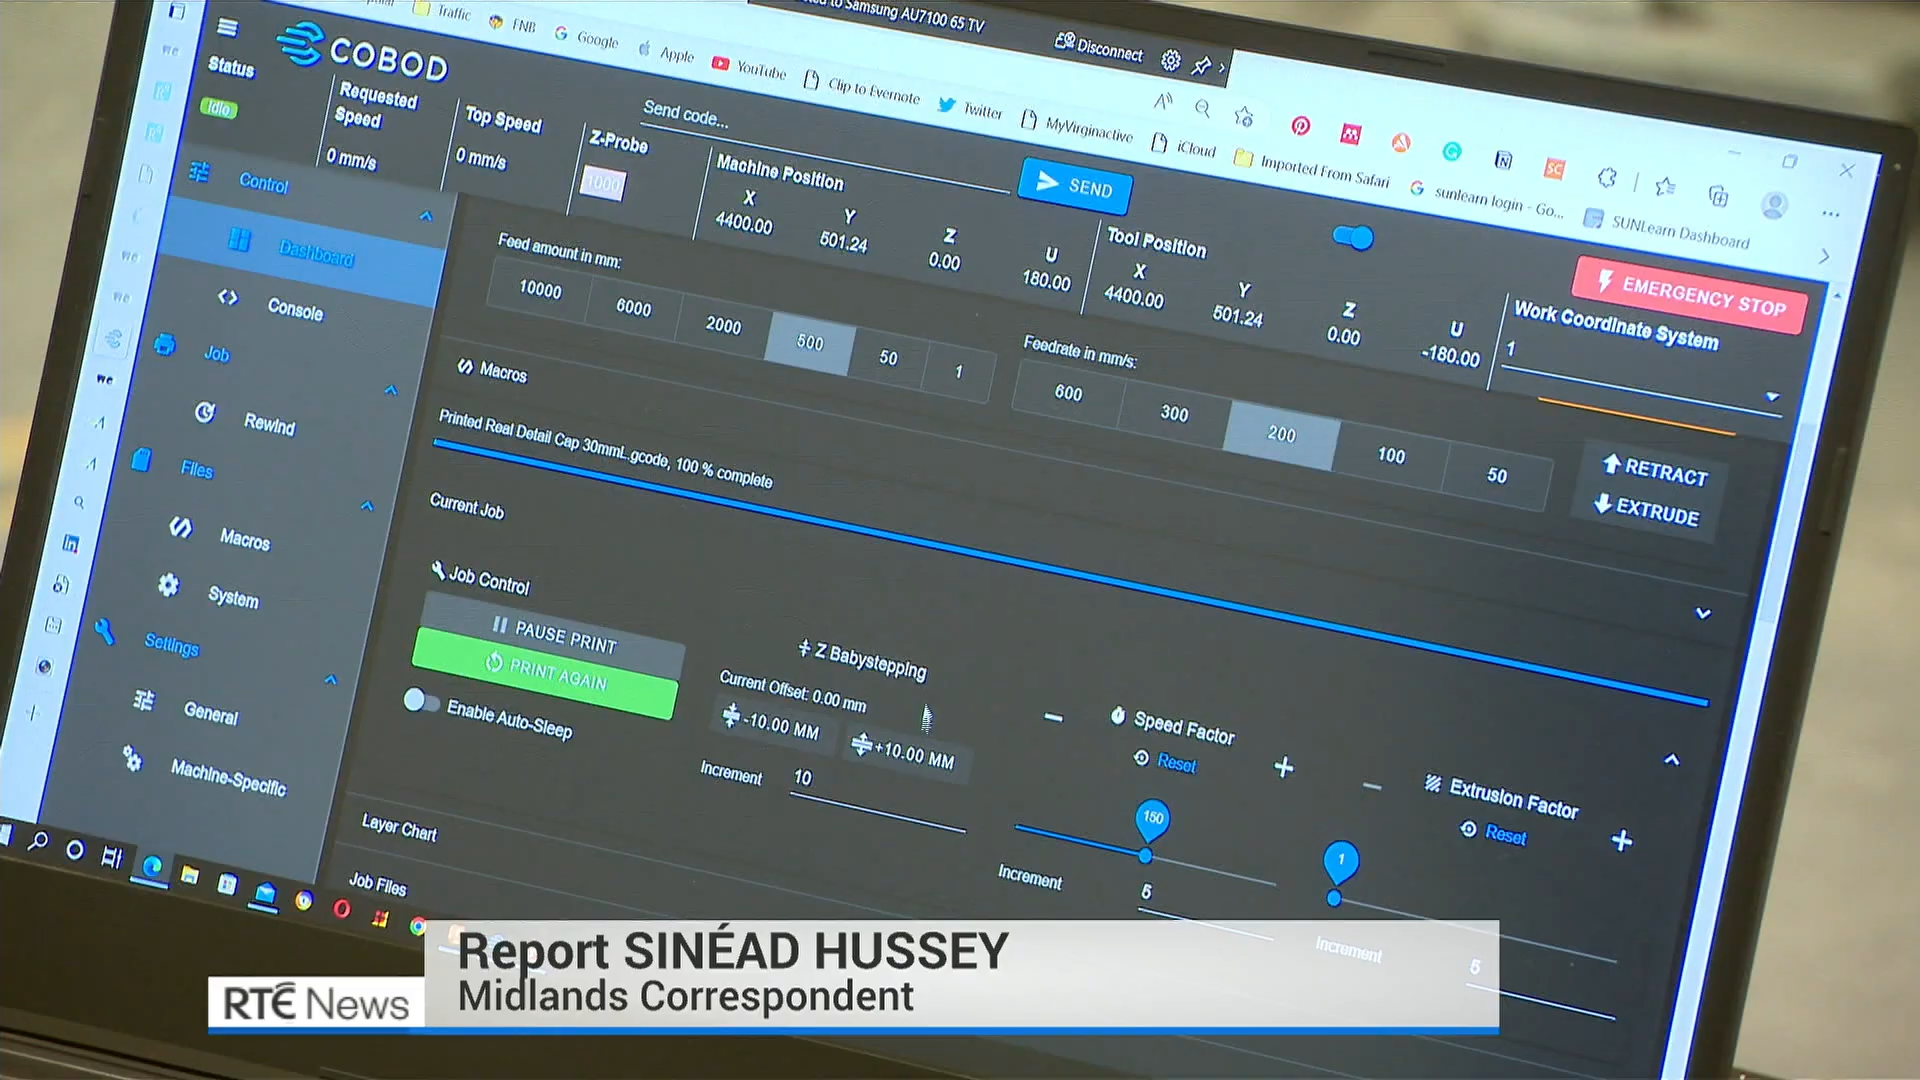 to Samsung AU7100 65 TV
Disconnect
Traffic
FNB
Google
Apple
YouTube
Clip to Evernote
Twitter
MyVirginactive
iCloud
Imported From Safari
sunlearn login - Go...
SUNLearn Dashboard
COBOD
Status
Idle
Requested Speed
0 mm/s
Top Speed
0 mm/s
Z-Probe
1000
Send code...
SEND
Machine Position
X Y Z U
4400.00 501.24 0.00 180.00
Tool Position
X Y Z U
4400.00 501.24 0.00 -180.00
EMERGENCY STOP
Work Coordinate System
1
Control
Dashboard
Console
Job
Rewind
Files
Macros
System
Settings
General
Machine-Specific
Feed amount in mm:
10000 6000 2000 500 50 1
Feedrate in mm/s:
600 300 200 100 50
RETRACT
EXTRUDE
Macros
Printed Real Detail Cap 30mmL.gcode, 100 % complete
Current Job
Job Control
PAUSE PRINT
PRINT AGAIN
Enable Auto-Sleep
Z Babystepping
Current Offset: 0.00 mm
-10.00 MM
+10.00 MM
Increment 10
Speed Factor
Reset
150
Increment 5
Extrusion Factor
Reset
1
Increment 5
Layer Chart
Job Files
Report SINÉAD HUSSEY
Midlands Correspondent
RTÉ News